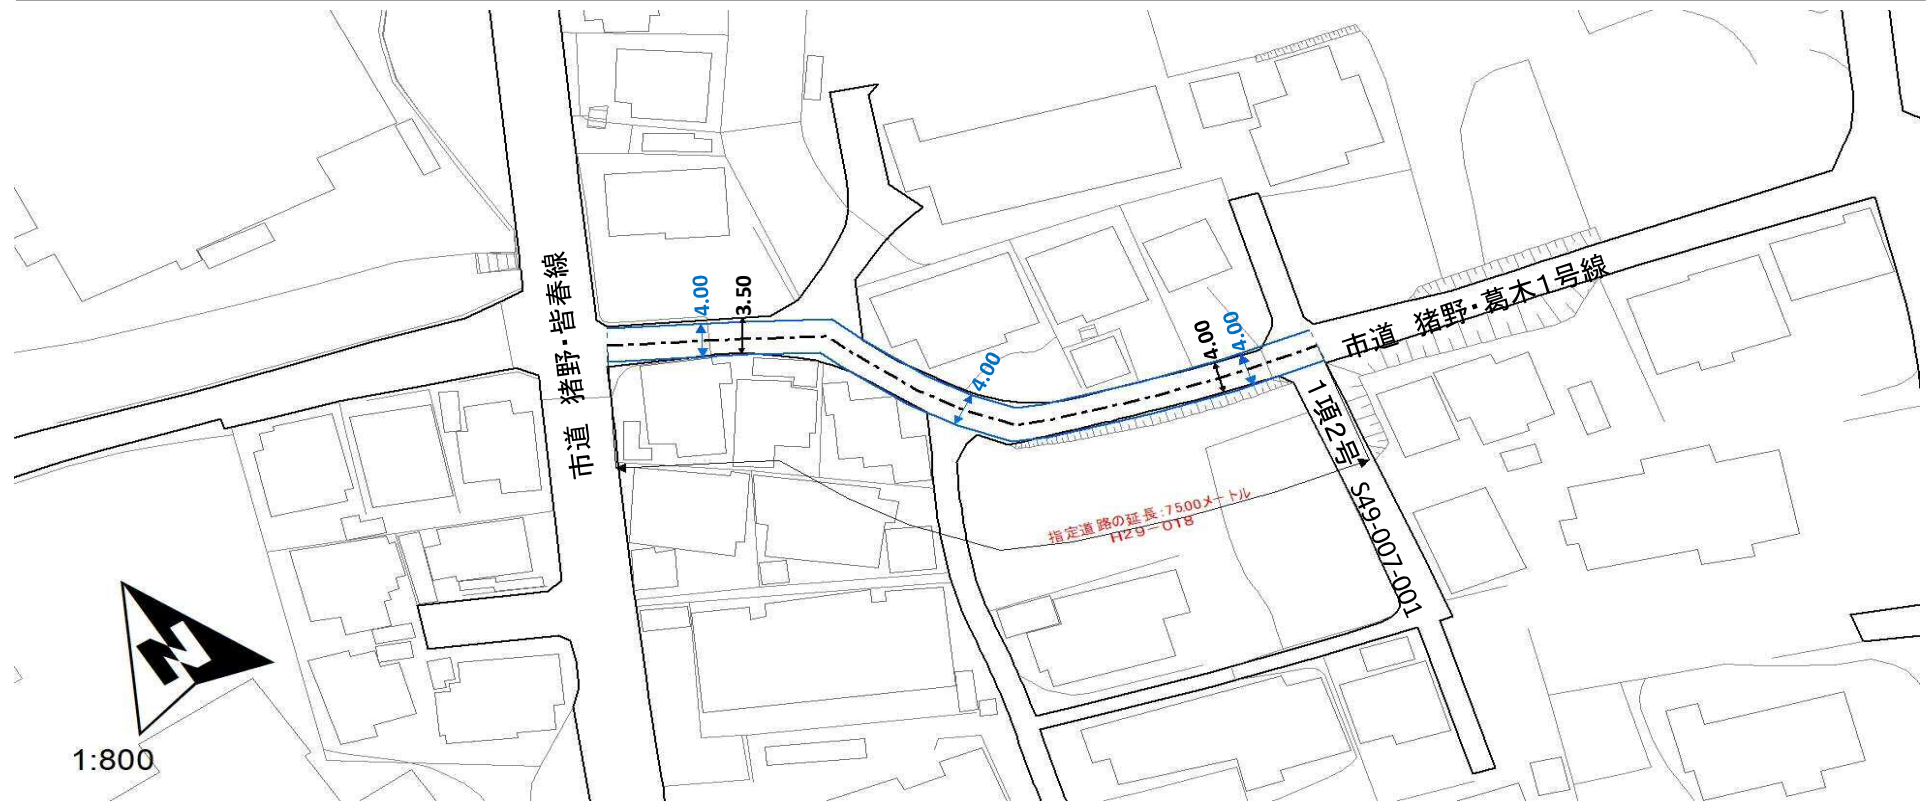 市道　猪野・皆春線
4.00
3.50
4.00
4.00
4.00
市道　猪野・葛木1号線
1項2号　S49-007-001
指定道路の延長:75.00メートル
H29－018
N
1:800